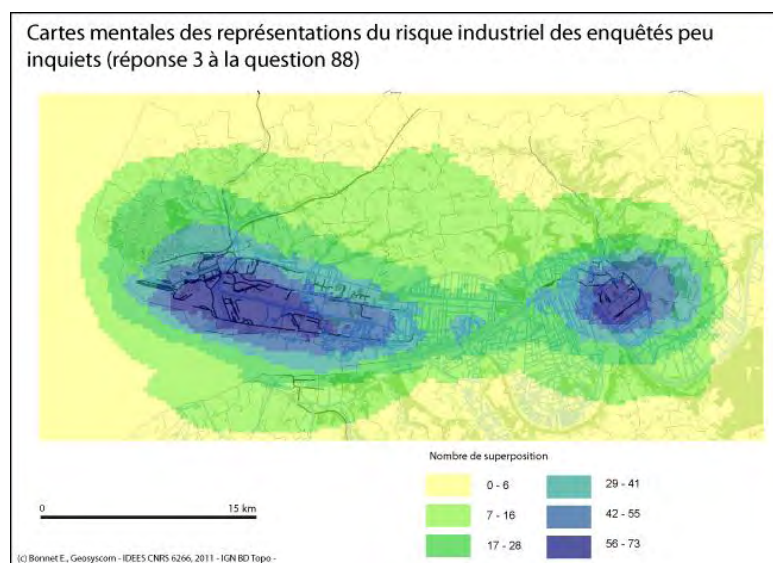 Cartes mentales des représentations du risque industriel des enquêtés peu
inquiets (réponse 3 à la question 88)
Nombre de superposition
0 - 6
29 - 41
7 - 16
42 - 55
17 - 28
56 - 73
0
15 km
(c) Bonnet E., Geosyscom - IDEES CNRS 6266, 2011 - IGN BD Topo -